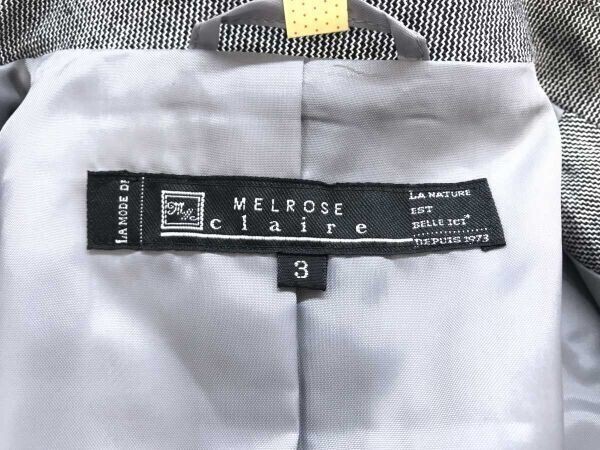 LA MODE DE
MELROSE
claire
LA NATURE
EST
BELLE ICI
DEPUIS 1973
3